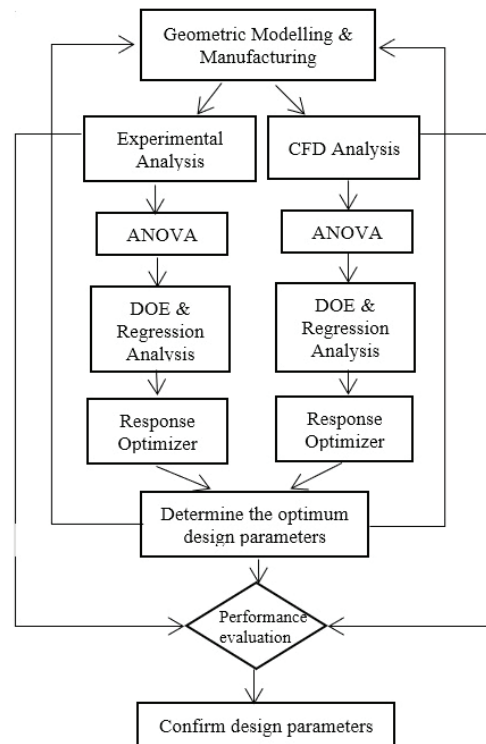 Geometric Modelling &
Manufacturing
Experimental
Analysis
CFD Analysis
ANOVA
ANOVA
DOE &
Regression
Analysis
DOE &
Regression
Analysis
Response
Optimizer
Response
Optimizer
Determine the optimum
design parameters
Performance
evaluation
Confirm design parameters